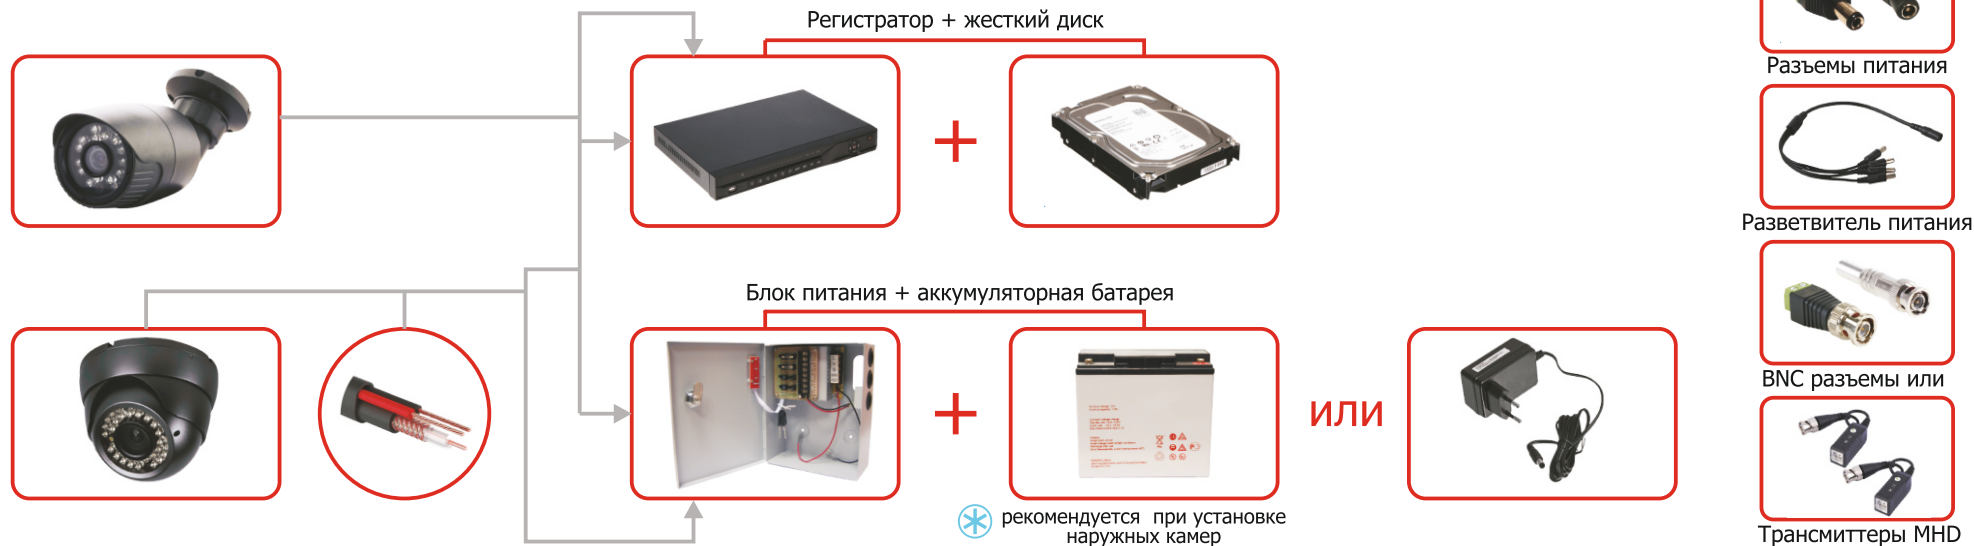 Регистратор + жесткий диск
Разъемы питания
Разветвитель питания
Блок питания + аккумуляторная батарея
или
BNC разъемы или
рекомендуется при установке
наружных камер
Трансмиттеры MHD